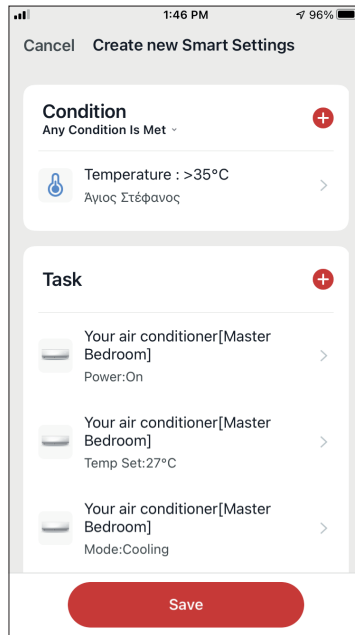 1:46 PM
96%
Cancel Create new Smart Settings
Condition
Any Condition Is Met
Temperature : >35°C
Άγιος Στέφανος
Task
Your air conditioner[Master
Bedroom]
Power:On
Your air conditioner[Master
Bedroom]
Temp Set:27°C
Your air conditioner[Master
Bedroom]
Mode:Cooling
Save